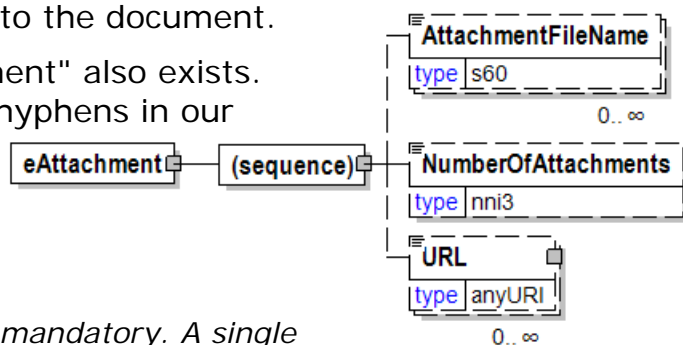 to the document.
AttachmentFileName
type s60
0.. ∞
ment" also exists.
hyphens in our
eAttachment
(sequence)
NumberOfAttachments
type nni3
URL
type anyURI
0.. ∞
mandatory. A single